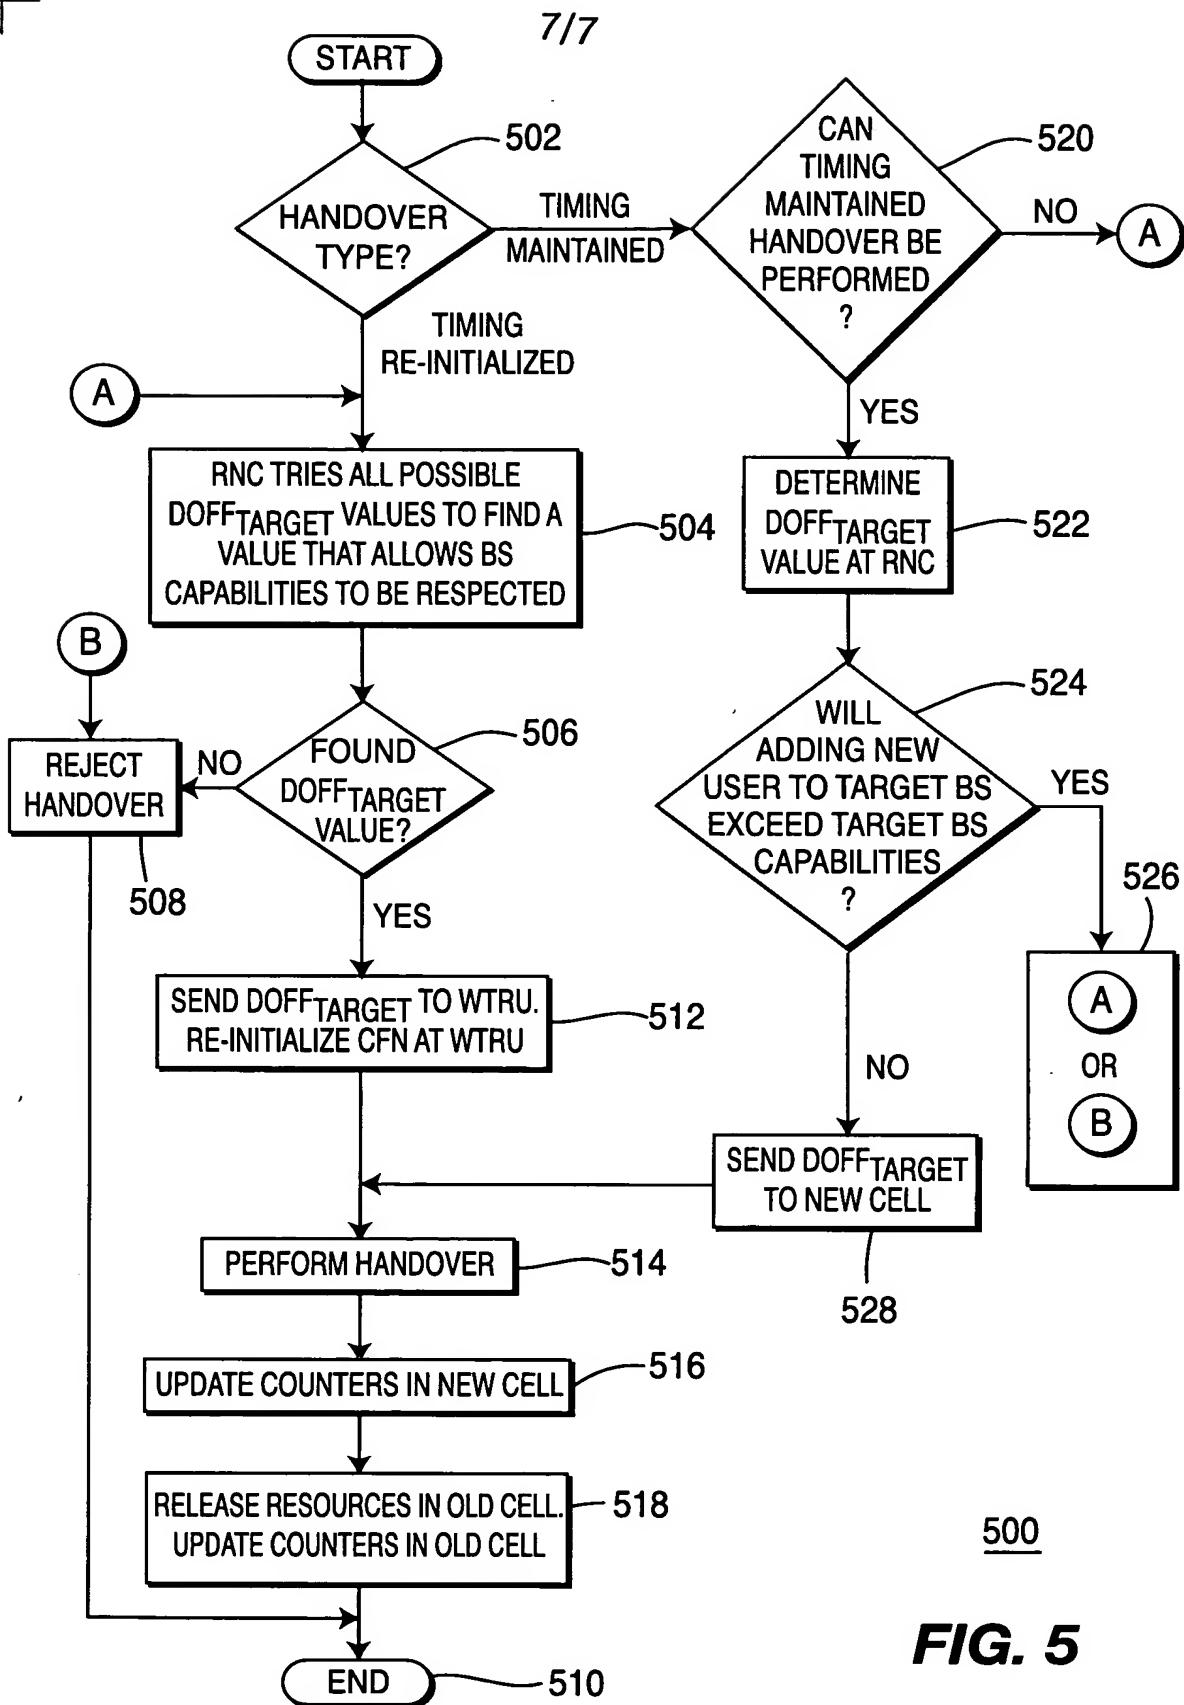 7/7
START
502
HANDOVER
TYPE?
TIMING
MAINTAINED
CAN
TIMING
MAINTAINED
HANDOVER BE
PERFORMED
?
520
NO
A
TIMING
RE-INITIALIZED
A
YES
RNC TRIES ALL POSSIBLE
DOFFTARGET VALUES TO FIND A
VALUE THAT ALLOWS BS
CAPABILITIES TO BE RESPECTED
504
DETERMINE
DOFFTARGET
VALUE AT RNC
522
B
REJECT
HANDOVER
508
NO
FOUND
DOFFTARGET
VALUE?
506
YES
WILL
ADDING NEW
USER TO TARGET BS
EXCEED TARGET BS
CAPABILITIES
?
524
YES
526
A
OR
B
NO
SEND DOFFTARGET TO WTRU.
RE-INITIALIZE CFN AT WTRU
512
SEND DOFFTARGET
TO NEW CELL
528
PERFORM HANDOVER
514
UPDATE COUNTERS IN NEW CELL
516
RELEASE RESOURCES IN OLD CELL.
UPDATE COUNTERS IN OLD CELL
518
END
510
500
FIG. 5